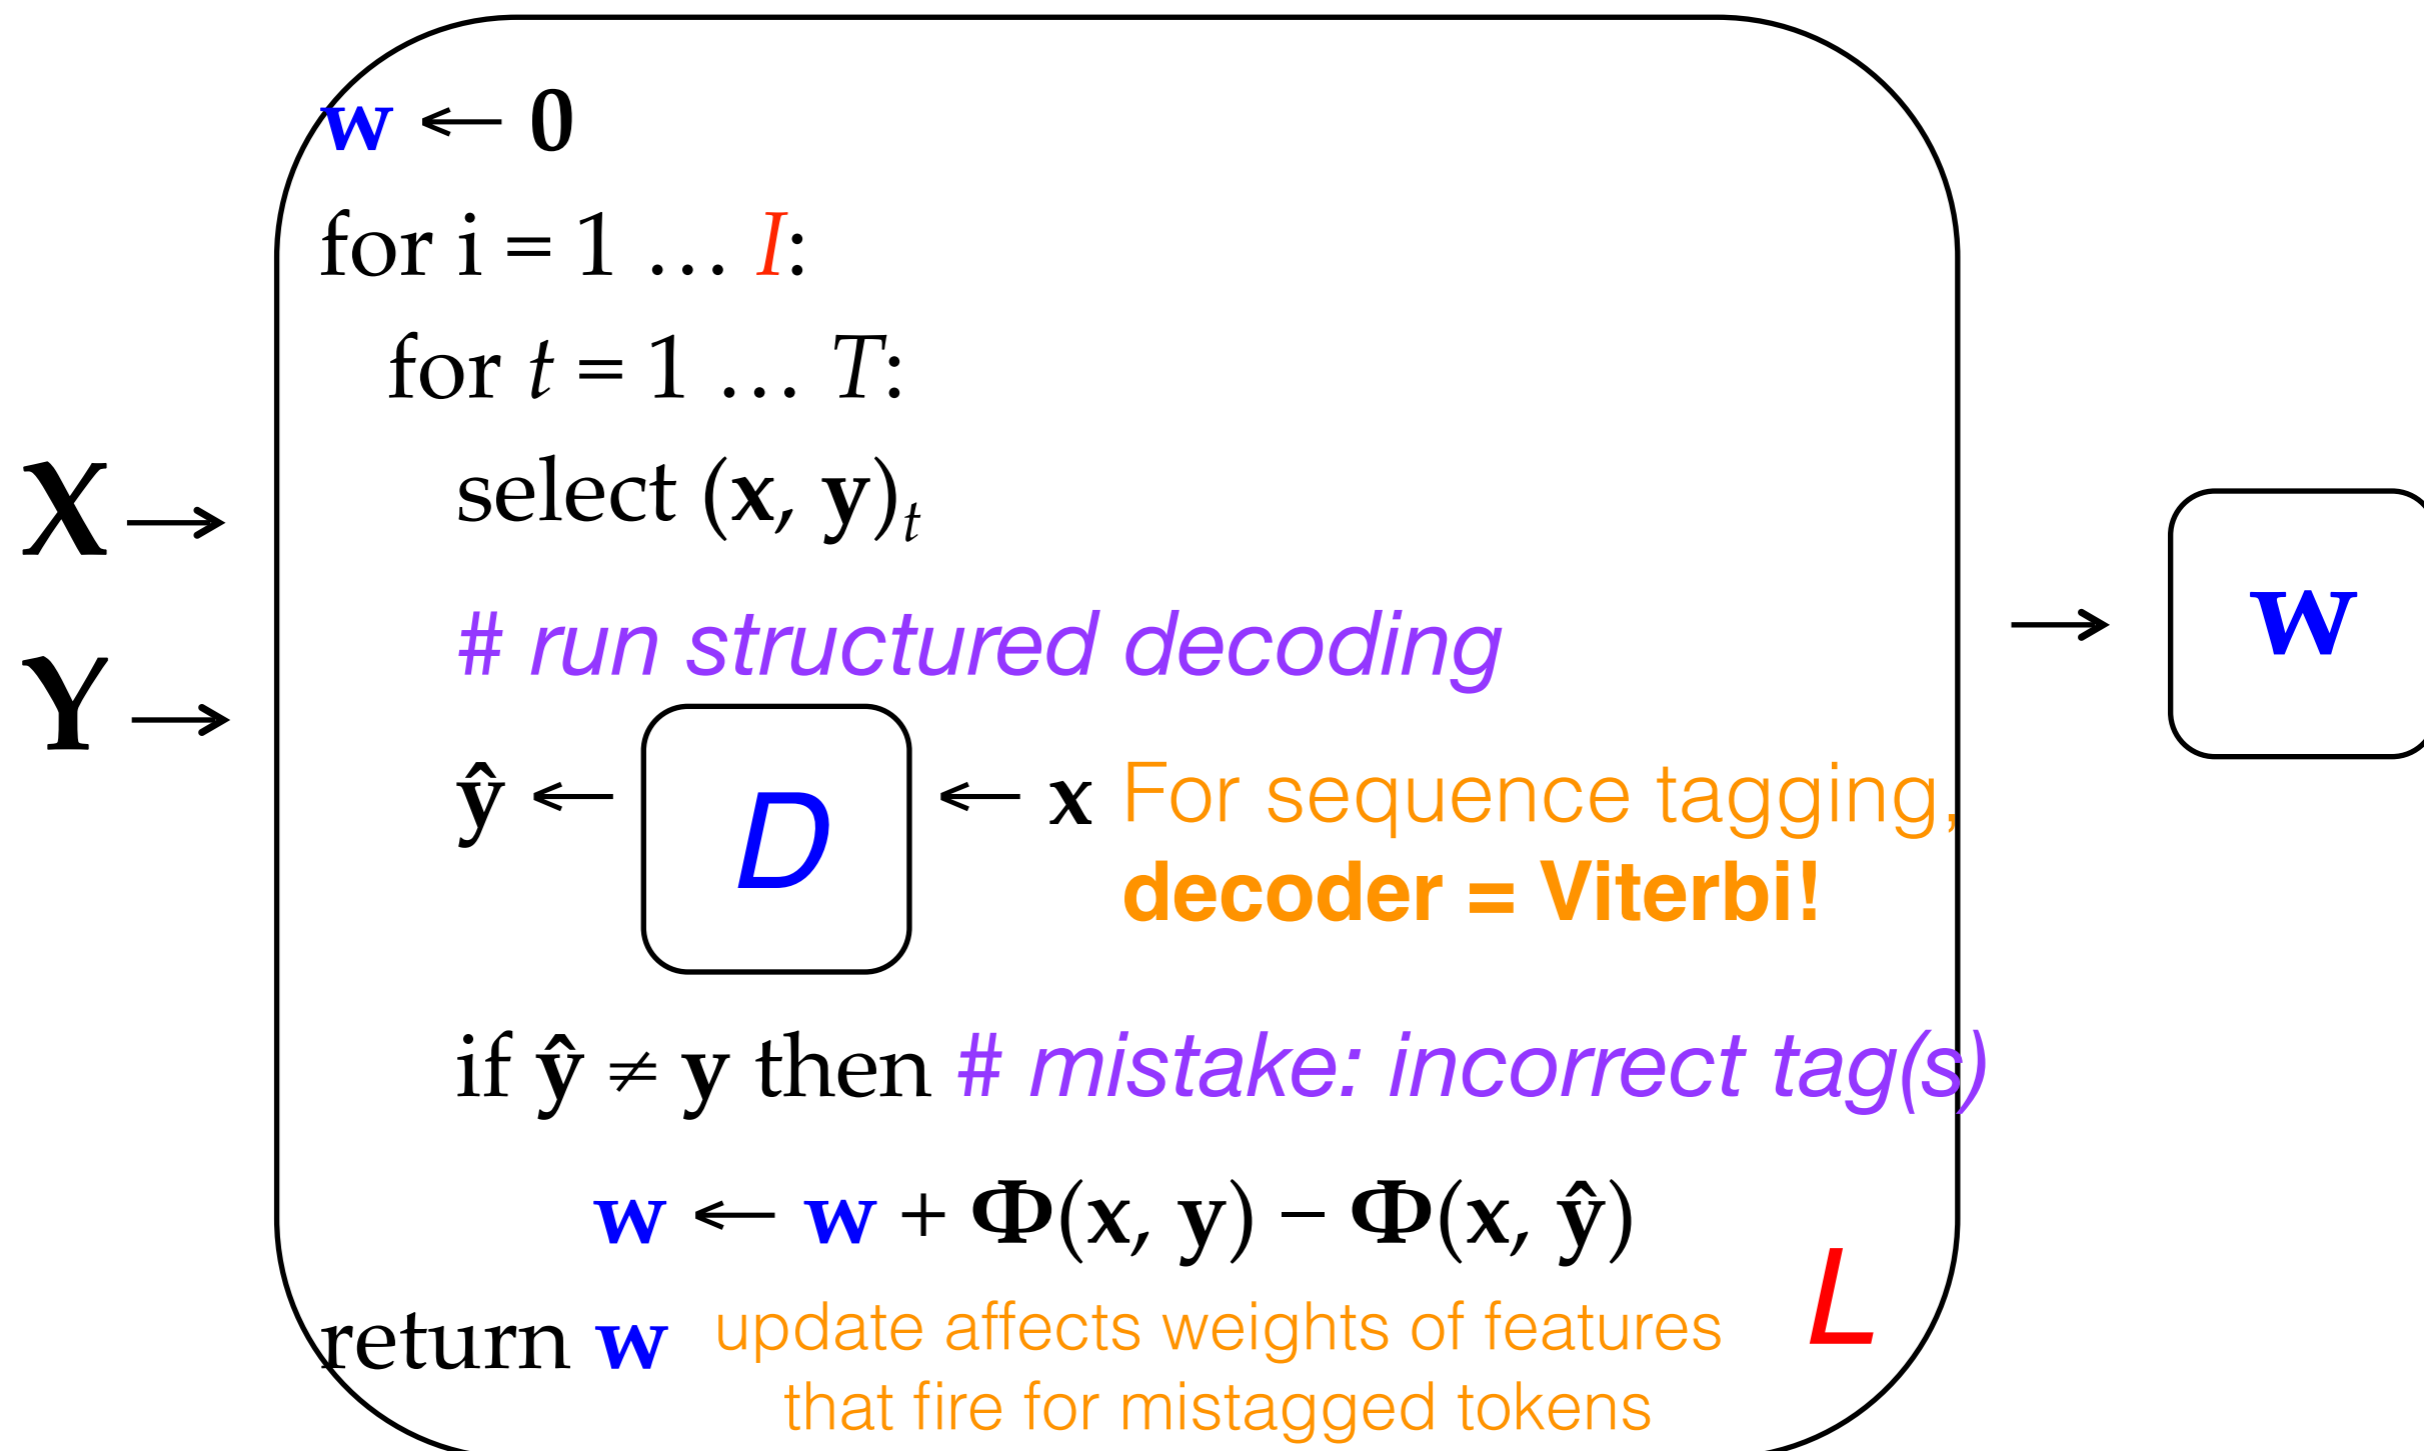 w ← 0
for i = 1 … I:
for t = 1 … T:
select (x, y)t
X →
# run structured decoding
Y →
ŷ ← D ← x For sequence tagging,
decoder = Viterbi!
→ w
if ŷ ≠ y then # mistake: incorrect tag(s)
w ← w + Φ(x, y) − Φ(x, ŷ)
return w update affects weights of features
that fire for mistagged tokens
L